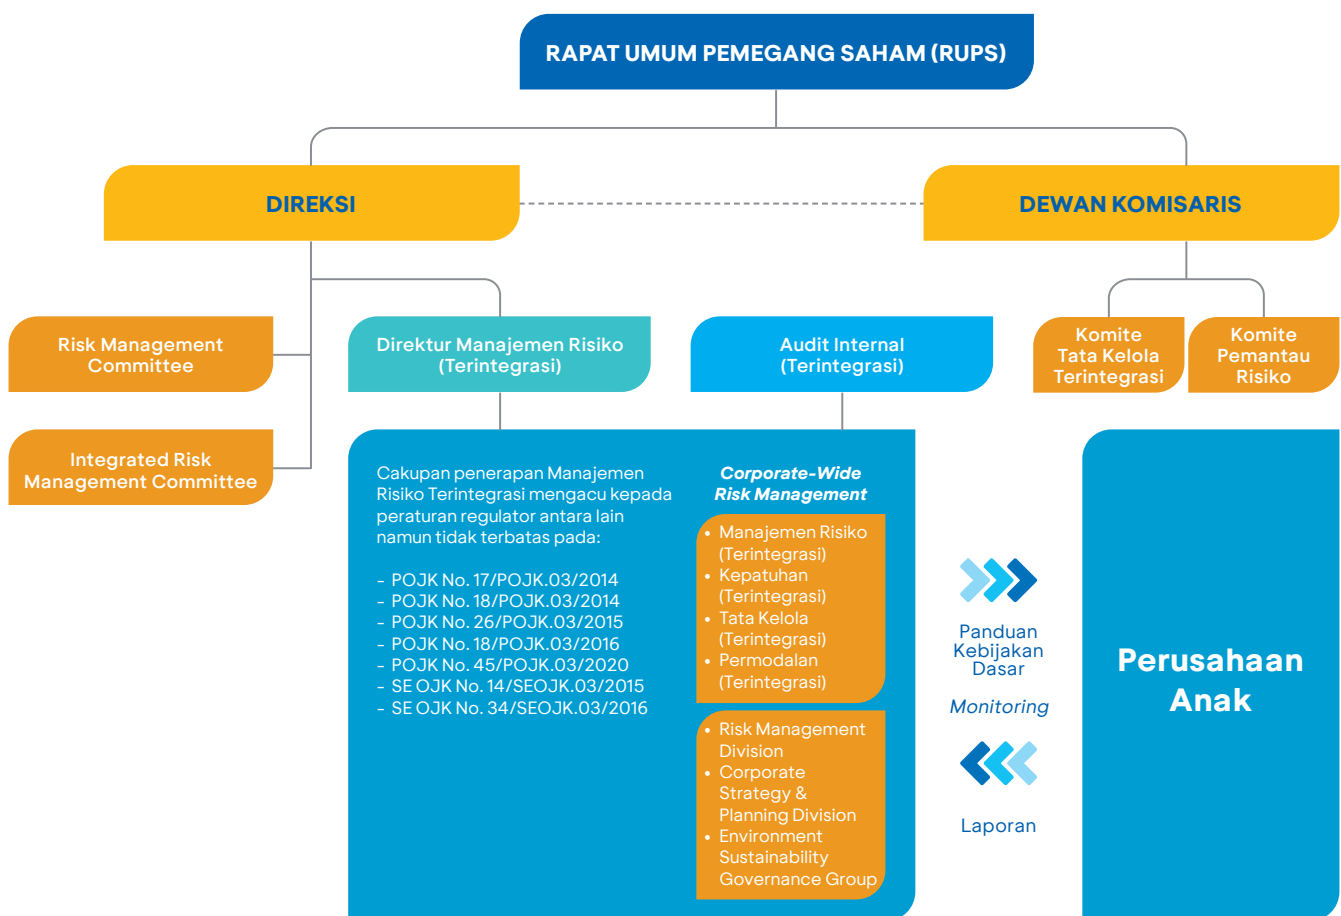 RAPAT UMUM PEMEGANG SAHAM (RUPS)
DIREKSI
DEWAN KOMISARIS
Risk Management
Committee
Direktur Manajemen Risiko
(Terintegrasi)
Audit Internal
(Terintegrasi)
Komite
Tata Kelola
Terintegrasi
Komite
Pemantau
Risiko
Integrated Risk
Management Committee
Cakupan penerapan Manajemen
Risiko Terintegrasi mengacu kepada
peraturan regulator antara lain
namun tidak terbatas pada:
- POJK No. 17/POJK.03/2014
- POJK No. 18/POJK.03/2014
- POJK No. 26/POJK.03/2015
- POJK No. 18/POJK.03/2016
- POJK No. 45/POJK.03/2020
- SE OJK No. 14/SEOJK.03/2015
- SE OJK No. 34/SEOJK.03/2016
Corporate-Wide
Risk Management
• Manajemen Risiko
(Terintegrasi)
• Kepatuhan
(Terintegrasi)
• Tata Kelola
(Terintegrasi)
• Permodalan
(Terintegrasi)
• Risk Management
Division
• Corporate
Strategy &
Planning Division
• Environment
Sustainability
Governance Group
Panduan
Kebijakan
Dasar
Monitoring
Laporan
Perusahaan
Anak